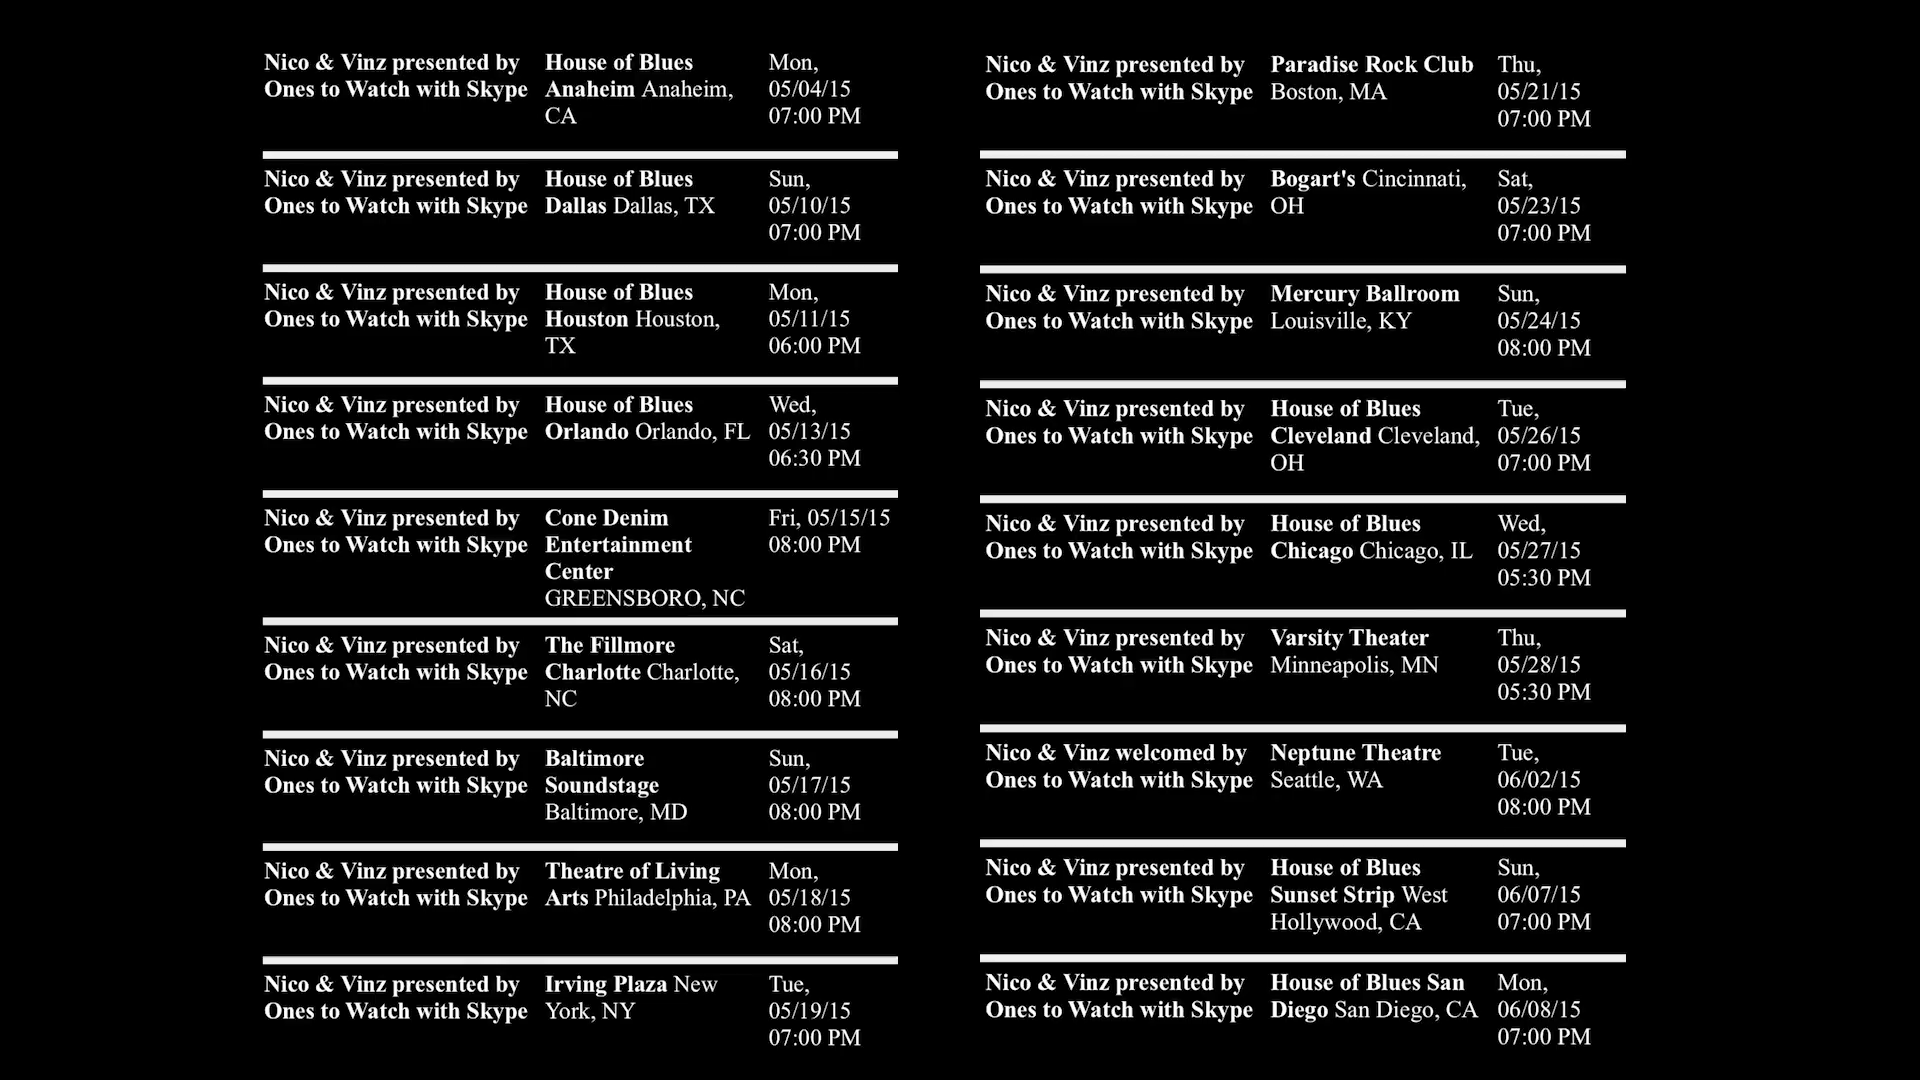 Nico & Vinz presented by
Ones to Watch with Skype
House of Blues
Anaheim Anaheim,
CA
Mon,
05/04/15
07:00 PM
Nico & Vinz presented by
Ones to Watch with Skype
House of Blues
Dallas Dallas, TX
Sun,
05/10/15
07:00 PM
Nico & Vinz presented by
Ones to Watch with Skype
House of Blues
Houston Houston,
TX
Mon,
05/11/15
06:00 PM
Nico & Vinz presented by
Ones to Watch with Skype
House of Blues
Orlando Orlando, FL
Wed,
05/13/15
06:30 PM
Nico & Vinz presented by
Ones to Watch with Skype
Cone Denim
Entertainment
Center
GREENSBORO, NC
Fri, 05/15/15
08:00 PM
Nico & Vinz presented by
Ones to Watch with Skype
The Fillmore
Charlotte Charlotte,
NC
Sat,
05/16/15
08:00 PM
Nico & Vinz presented by
Ones to Watch with Skype
Baltimore
Soundstage
Baltimore, MD
Sun,
05/17/15
08:00 PM
Nico & Vinz presented by
Ones to Watch with Skype
Theatre of Living
Arts Philadelphia, PA
Mon,
05/18/15
08:00 PM
Nico & Vinz presented by
Ones to Watch with Skype
Irving Plaza New
York, NY
Tue,
05/19/15
07:00 PM
Nico & Vinz presented by
Ones to Watch with Skype
Paradise Rock Club
Boston, MA
Thu,
05/21/15
07:00 PM
Nico & Vinz presented by
Ones to Watch with Skype
Bogart's Cincinnati,
OH
Sat,
05/23/15
07:00 PM
Nico & Vinz presented by
Ones to Watch with Skype
Mercury Ballroom
Louisville, KY
Sun,
05/24/15
08:00 PM
Nico & Vinz presented by
Ones to Watch with Skype
House of Blues
Cleveland Cleveland,
OH
Tue,
05/26/15
07:00 PM
Nico & Vinz presented by
Ones to Watch with Skype
House of Blues
Chicago Chicago, IL
Wed,
05/27/15
05:30 PM
Nico & Vinz presented by
Ones to Watch with Skype
Varsity Theater
Minneapolis, MN
Thu,
05/28/15
05:30 PM
Nico & Vinz welcomed by
Ones to Watch with Skype
Neptune Theatre
Seattle, WA
Tue,
06/02/15
08:00 PM
Nico & Vinz presented by
Ones to Watch with Skype
House of Blues
Sunset Strip West
Hollywood, CA
Sun,
06/07/15
07:00 PM
Nico & Vinz presented by
Ones to Watch with Skype
House of Blues San
Diego San Diego, CA
Mon,
06/08/15
07:00 PM